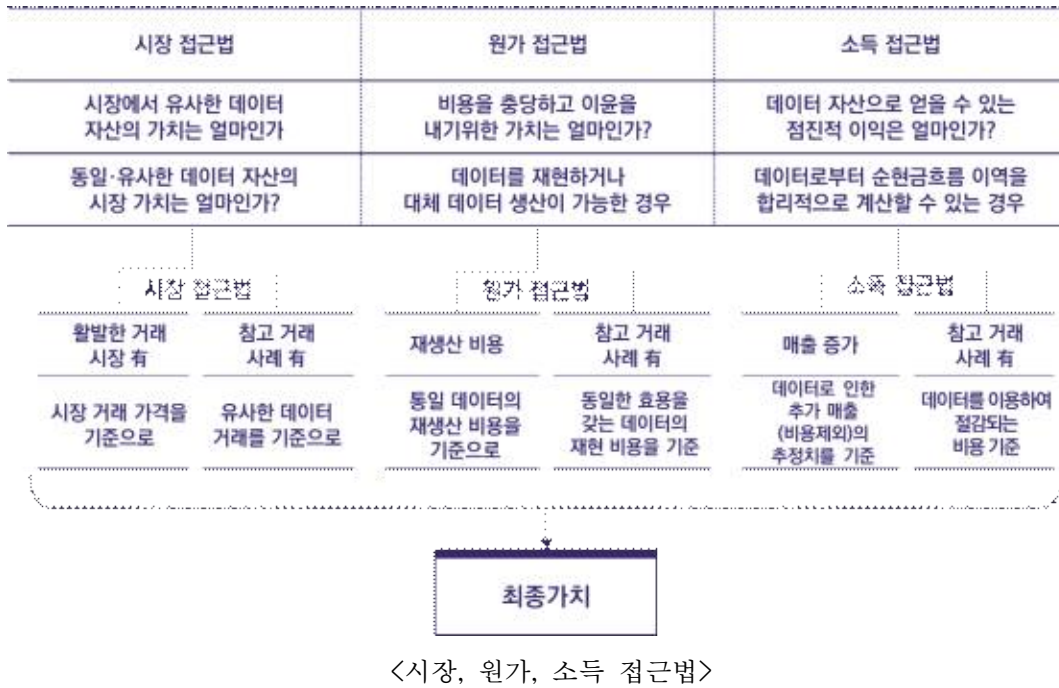 시장 접근법
원가 접근법
소득 접근법
시장에서 유사한 데이터
자산의 가치는 얼마인가
비용을 충당하고 이윤을
내기위한 가치는 얼마인가?
데이터 자산으로 얻을 수 있는
점진적 이익은 얼마인가?
동일·유사한 데이터 자산의
시장 가치는 얼마인가?
데이터를 재현하거나
대체 데이터 생산이 가능한 경우
데이터로부터 순현금흐름 이역을
합리적으로 계산할 수 있는 경우
시장 접근법
원가 접근법
소득 접근법
활발한 거래
시장 有
참고 거래
사례 有
재생산 비용
참고 거래
사례 有
매출 증가
참고 거래
사례 有
시장 거래 가격을
기준으로
유사한 데이터
거래를 기준으로
통일 데이터의
재생산 비용을
기준으로
동일한 효용을
갖는 데이터의
재현 비용을 기준
데이터로 인한
추가 매출
(비용제외)의
추정치를 기준
데이터를 이용하여
절감되는
비용 기준
최종가치
<시장, 원가, 소득 접근법>